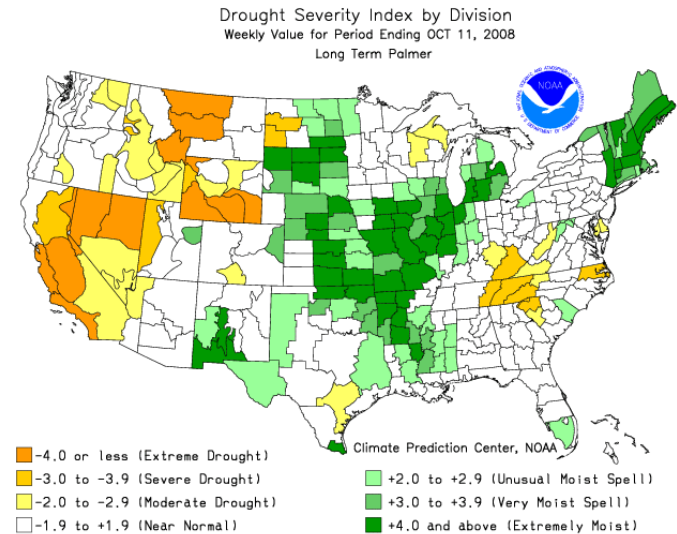 Drought Severity Index by Division
Weekly Value for Period Ending OCT 11, 2008
Long Term Palmer
NOAA
Climate Prediction Center, NOAA
-4.0 or less (Extreme Drought)
-3.0 to -3.9 (Severe Drought)
-2.0 to -2.9 (Moderate Drought)
-1.9 to +1.9 (Near Normal)
+2.0 to +2.9 (Unusual Moist Spell)
+3.0 to +3.9 (Very Moist Spell)
+4.0 and above (Extremely Moist)